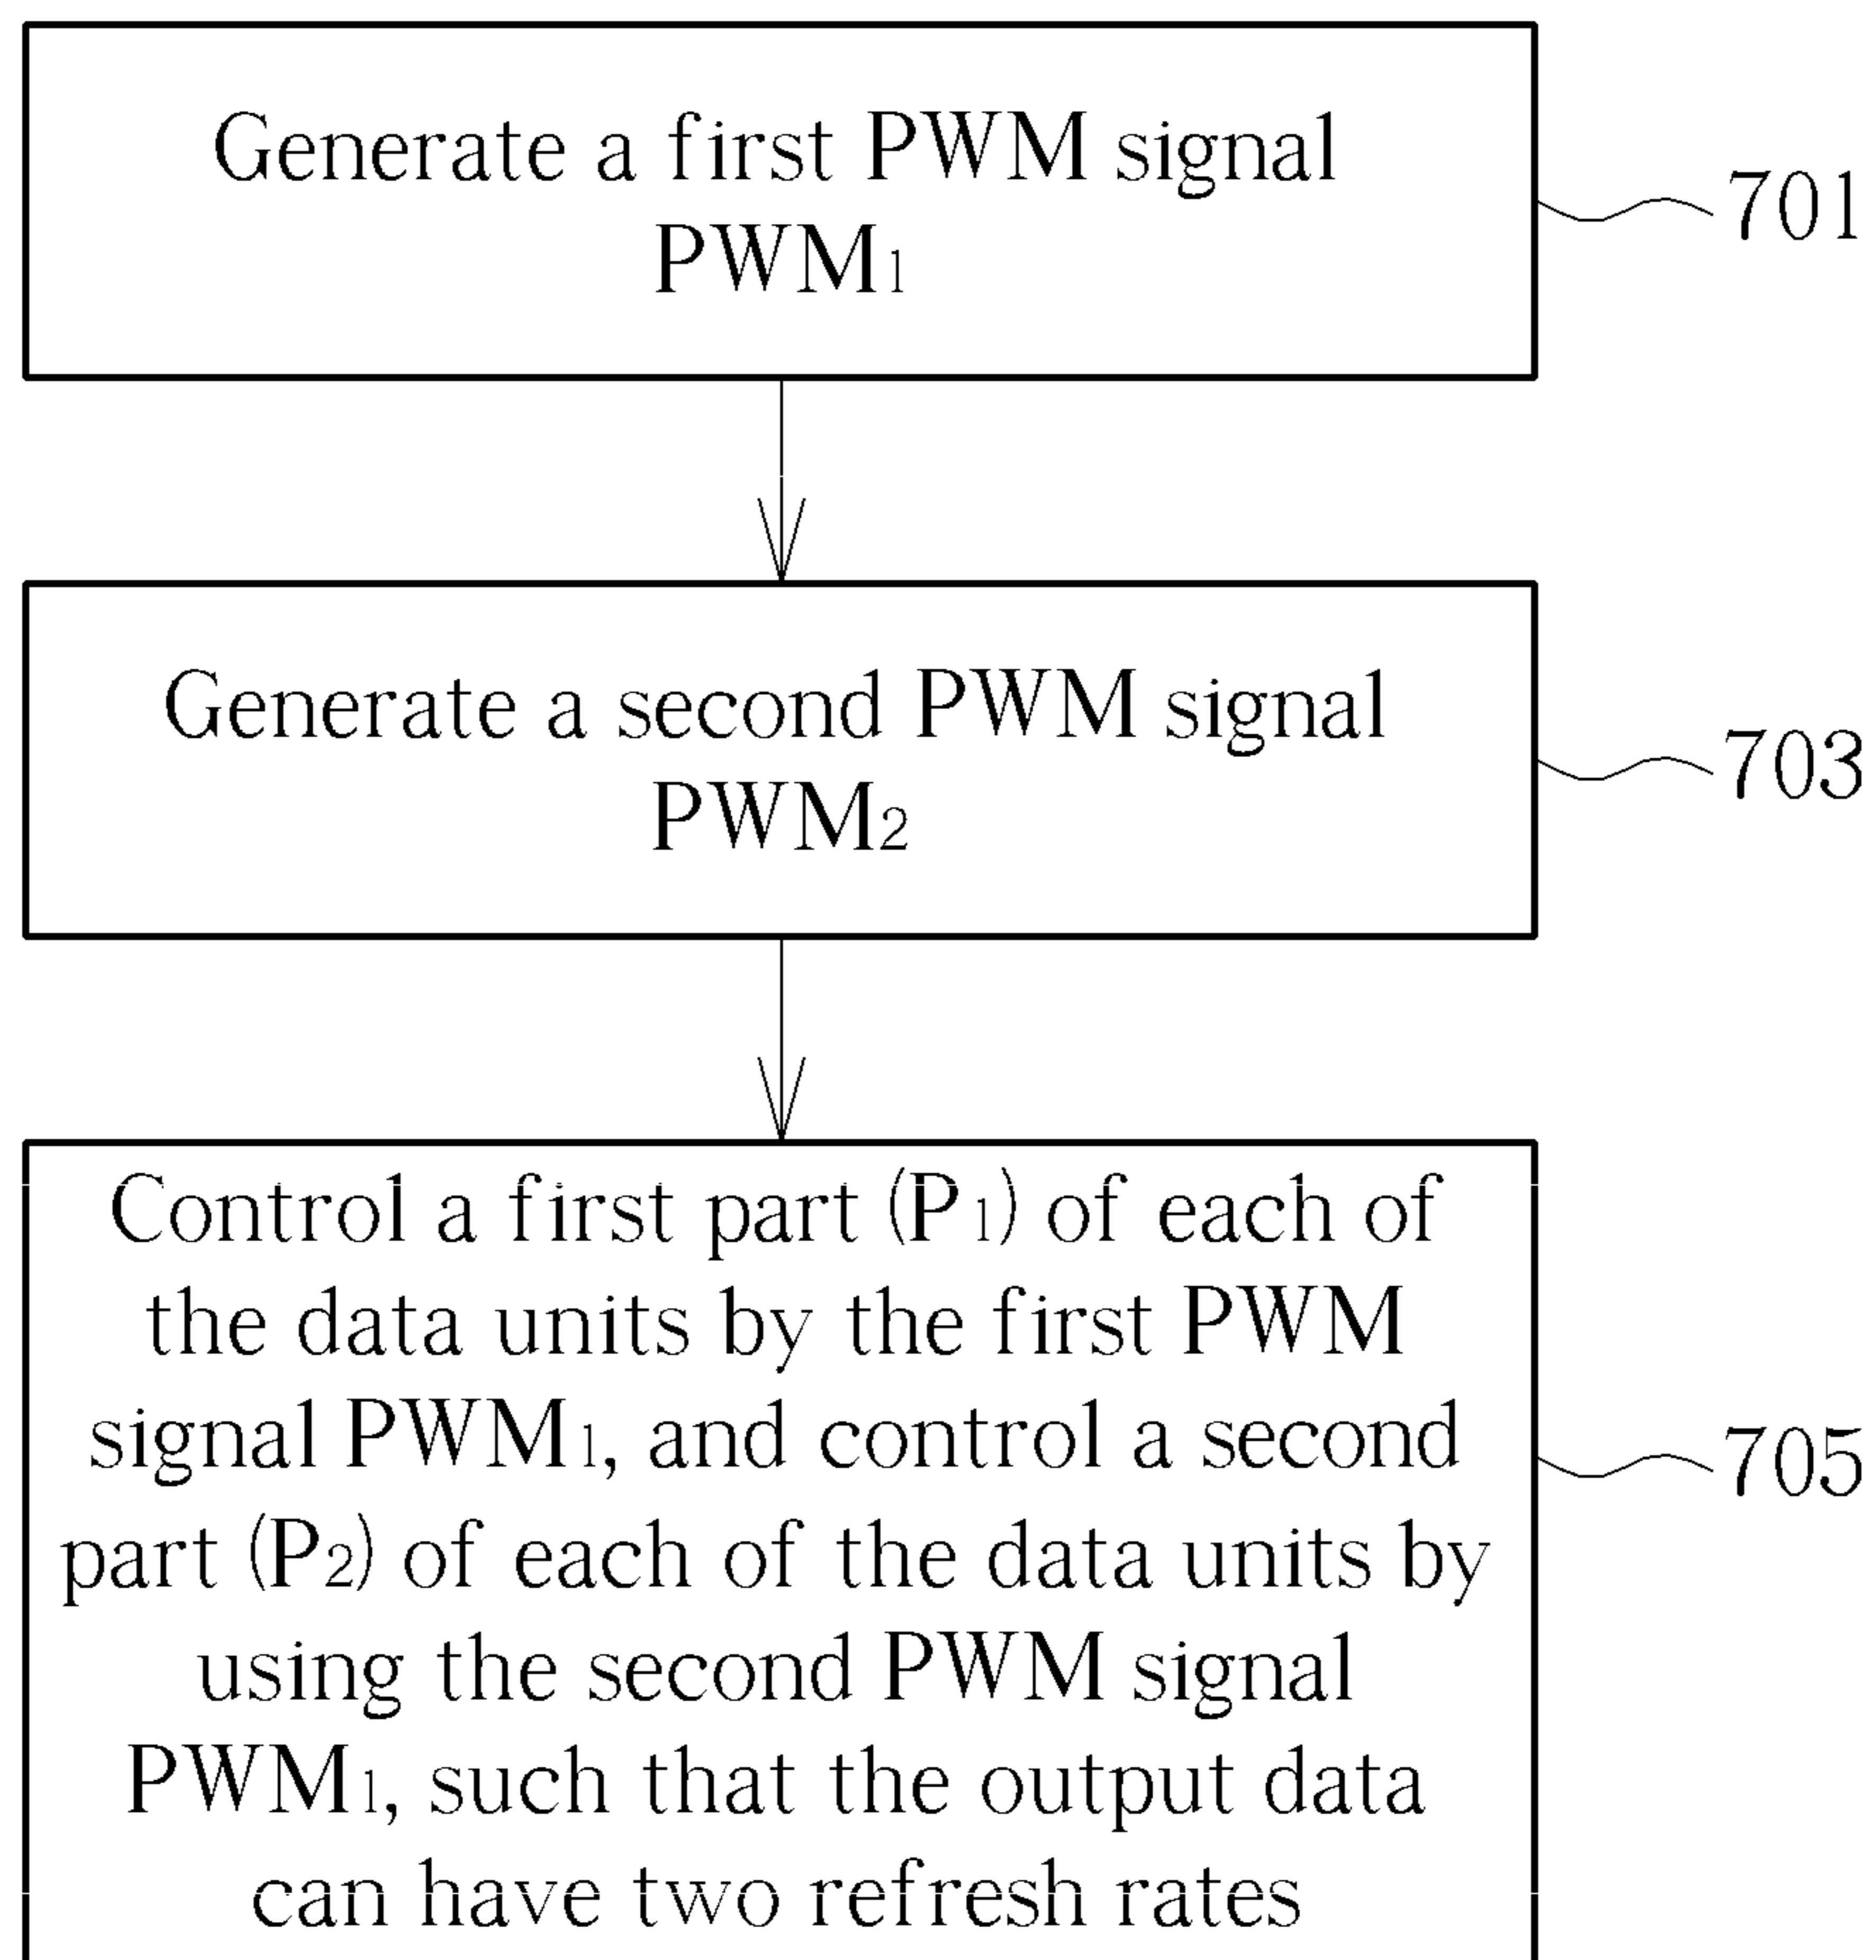 Generate a first PWM signal
PWM₁
701
Generate a second PWM signal
PWM₂
703
Control a first part (P₁) of each of
the data units by the first PWM
signal PWM₁, and control a second
part (P₂) of each of the data units by
using the second PWM signal
PWM₁, such that the output data
can have two refresh rates
705